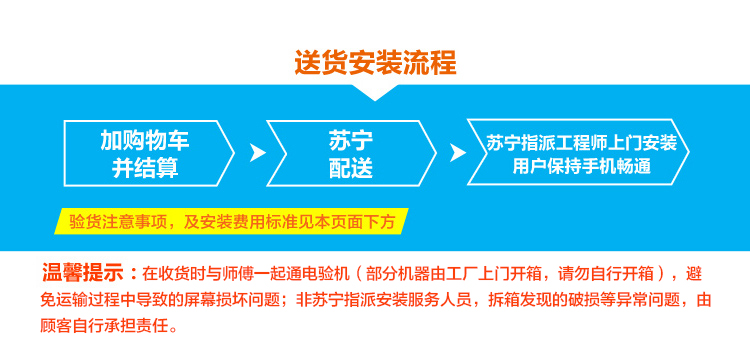 送货安装流程
加购物车
并结算
苏宁
配送
苏宁指派工程师上门安装
用户保持手机畅通
验货注意事项，及安装费用标准见本页面下方
温馨提示：在收货时与师傅一起通电验机（部分机器由工厂上门开箱，请勿自行开箱），避
免运输过程中导致的屏幕损坏问题；非苏宁指派安装服务人员，拆箱发现的破损等异常问题，由
顾客自行承担责任。